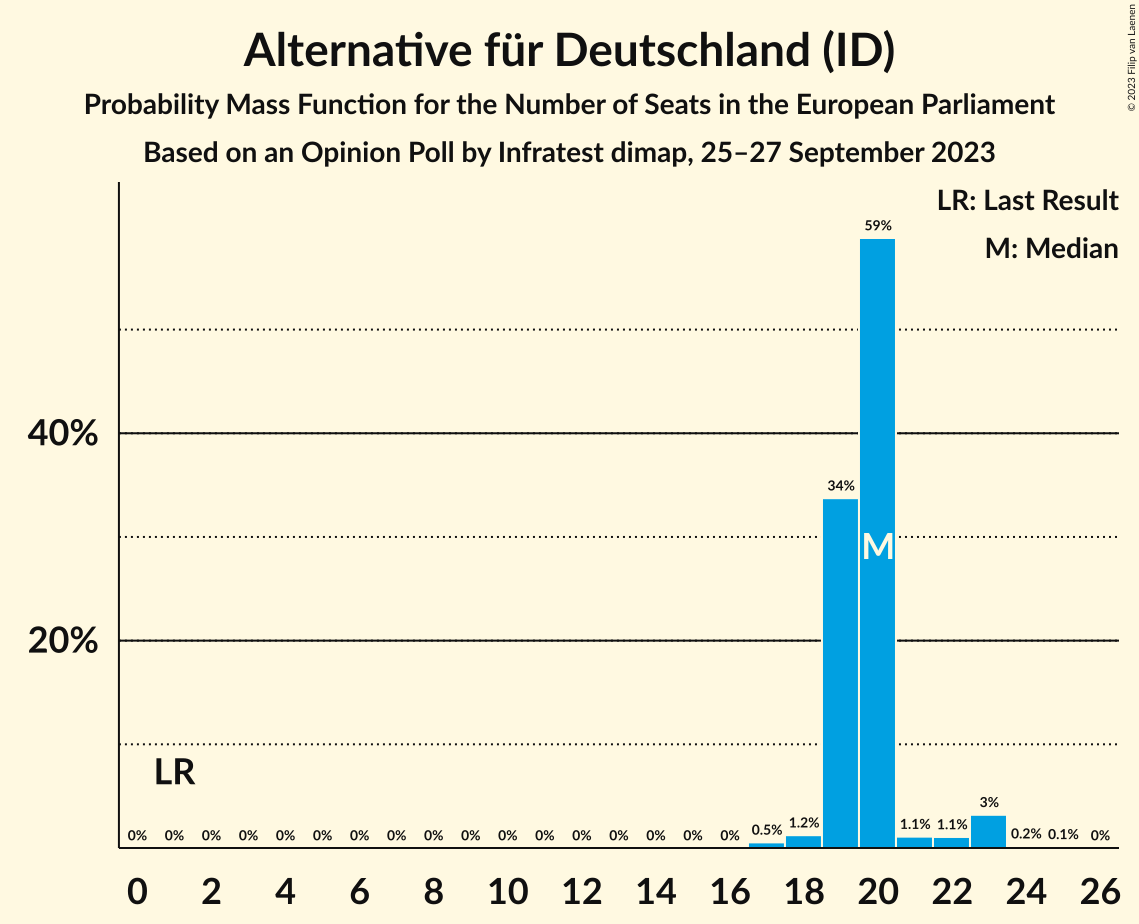 Alternative für Deutschland (ID)
Probability Mass Function for the Number of Seats in the European Parliament
Based on an Opinion Poll by Infratest dimap, 25–27 September 2023
© 2023 Filip van Laenen
LR: Last Result
M: Median
59%
40%
34%
M
20%
LR
0% 0% 0% 0% 0% 0% 0% 0% 0% 0% 0% 0% 0% 0% 0% 0% 0% 0.5% 1.2% 1.1% 1.1% 3% 0.2% 0.1% 0%
0 2 4 6 8 10 12 14 16 18 20 22 24 26